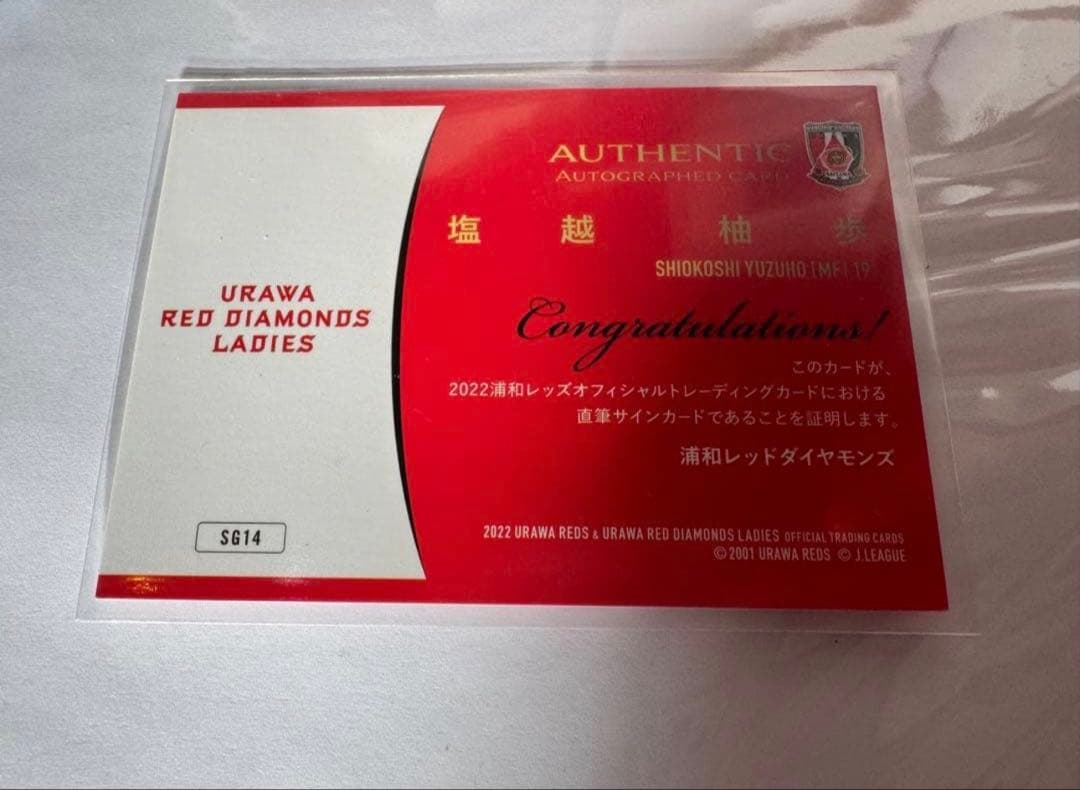 AUTHENTIC
AUTOGRAPHED CARD
塩越 柚歩
SHIOKOSHI YUZUHO [MF] 19
Congratulations!
このカードが、
2022浦和レッズオフィシャルトレーディングカードにおける
直筆サインカードであることを証明します。
浦和レッドダイヤモンズ
2022 URAWA REDS & URAWA RED DIAMONDS LADIES OFFICIAL TRADING CARDS
©2001 URAWA REDS © J.LEAGUE
URAWA
RED DIAMONDS
LADIES
SG14